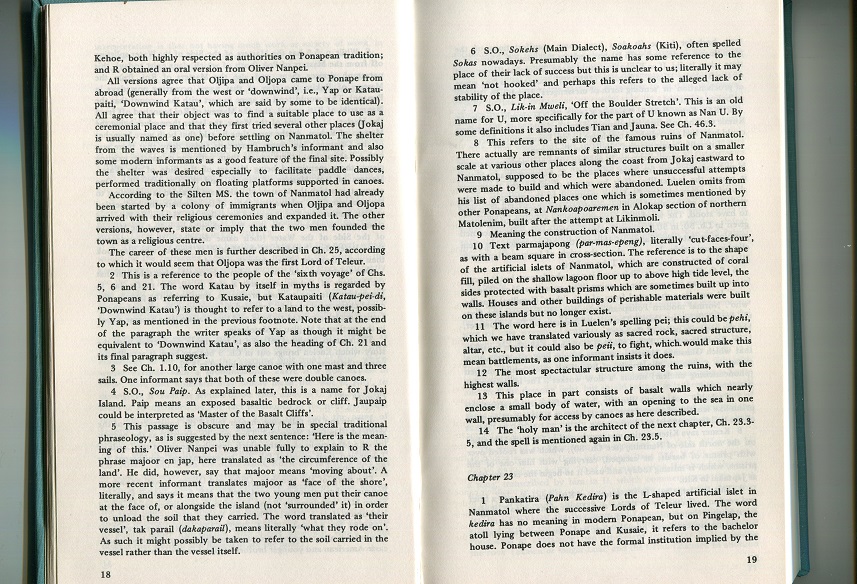 Kehoe, both highly respected as authorities on Ponapean tradition;
and R obtained an oral version from Oliver Nanpei.
All versions agree that Oljipa and Oljopa came to Ponape from
abroad (generally from the west or 'downwind', i.e., Yap or Katau-
paiti, 'Downwind Katau', which are said by some to be identical).
All agree that their object was to find a suitable place to use as a
ceremonial place and that they first tried several other places (Jokaj
is usually named as one) before settling on Nanmatol. The shelter
from the waves is mentioned by Hambruch's informant and also
some modern informants as a good feature of the final site. Possibly
the shelter was desired especially to facilitate paddle dances,
performed traditionally on floating platforms supported in canoes.
According to the Silten MS. the town of Nanmatol had already
been started by a colony of immigrants when Oljipa and Oljopa
arrived with their religious ceremonies and expanded it. The other
versions, however, state or imply that the two men founded the
town as a religious centre.
The career of these men is further described in Ch. 25, according
to which it would seem that Oljopa was the first Lord of Teleur.
2 This is a reference to the people of the 'sixth voyage' of Chs.
5, 6 and 21. The word Katau by itself in myths is regarded by
Ponapeans as referring to Kusaie, but Kataupaiti (Katau-pei-di,
'Downwind Katau') is thought to refer to a land to the west, possib-
ly Yap, as mentioned in the previous footnote. Note that at the end
of the paragraph the writer speaks of Yap as though it might be
equivalent to 'Downwind Katau', as also the heading of Ch. 21 and
its final paragraph suggest.
3 See Ch. 1.10, for another large canoe with one mast and three
sails. One informant says that both of these were double canoes.
4 S.O., Sou Paip. As explained later, this is a name for Jokaj
Island. Paip means an exposed basaltic bedrock or cliff. Jaupaip
could be interpreted as 'Master of the Basalt Cliffs'.
5 This passage is obscure and may be in special traditional
phraseology, as is suggested by the next sentence: 'Here is the mean-
ing of this.' Oliver Nanpei was unable fully to explain to R the
phrase majoor en jap, here translated as 'the circumference of the
land'. He did, however, say that majoor means 'moving about'. A
more recent informant translates majoor as 'face of the shore',
literally, and says it means that the two young men put their canoe
at the face of, or alongside the island (not 'surrounded' it) in order
to unload the soil that they carried. The word translated as 'their
vessel', tak parail (dakaparail), means literally 'what they rode on'.
As such it might possibly be taken to refer to the soil carried in the
vessel rather than the vessel itself.
18
6 S.O., Sokehs (Main Dialect), Soakoahs (Kiti), often spelled
Sokas nowadays. Presumably the name has some reference to the
place of their lack of success but this is unclear to us; literally it may
mean 'not hooked' and perhaps this refers to the alleged lack of
stability of the place.
7 S.O., Lik-in Mweli, 'Off the Boulder Stretch'. This is an old
name for U, more specifically for the part of U known as Nan U. By
some definitions it also includes Tian and Jauna. See Ch. 46.3.
8 This refers to the site of the famous ruins of Nanmatol.
There actually are remnants of similar structures built on a smaller
scale at various other places along the coast from Jokaj eastward to
Nanmatol, supposed to be the places where unsuccessful attempts
were made to build and which were abandoned. Luelen omits from
his list of abandoned places one which is sometimes mentioned by
other Ponapeans, at Nankoapoaremen in Alokap section of northern
Matolenim, built after the attempt at Likinmoli.
9 Meaning the construction of Nanmatol.
10 Text parmajapong (par-mas-epeng), literally 'cut-faces-four',
as with a beam square in cross-section. The reference is to the shape
of the artificial islets of Nanmatol, which are constructed of coral
fill, piled on the shallow lagoon floor up to above high tide level, the
sides protected with basalt prisms which are sometimes built up into
walls. Houses and other buildings of perishable materials were built
on these islands but no longer exist.
11 The word here is in Luelen's spelling pei; this could be pehi,
which we have translated variously as sacred rock, sacred structure,
altar, etc., but it could also be peii, to fight, which would make this
mean battlements, as one informant insists it does.
12 The most spectactular structure among the ruins, with the
highest walls.
13 This place in part consists of basalt walls which nearly
enclose a small body of water, with an opening to the sea in one
wall, presumably for access by canoes as here described.
14 The 'holy man' is the architect of the next chapter, Ch. 23.3-
5, and the spell is mentioned again in Ch. 23.5.
Chapter 23
1 Pankatira (Pahn Kedira) is the L-shaped artificial islet in
Nanmatol where the successive Lords of Teleur lived. The word
kedira has no meaning in modern Ponapean, but on Pingelap, the
atoll lying between Ponape and Kusaie, it refers to the bachelor
house. Ponape does not have the formal institution implied by the
19